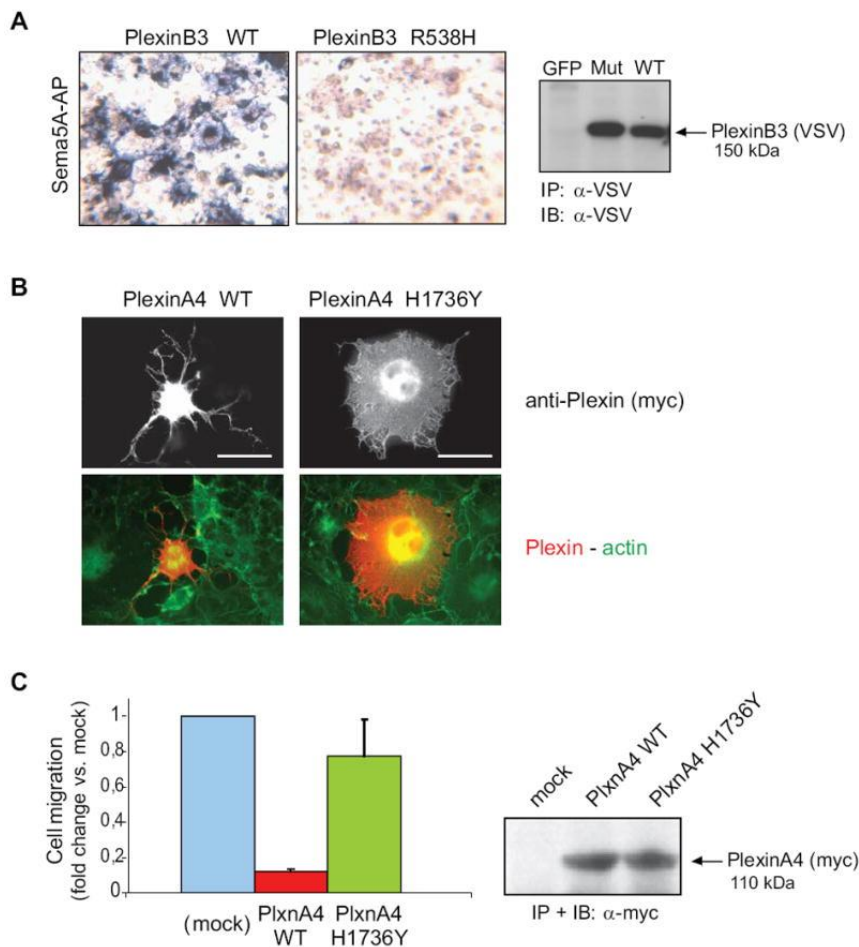 A
PlexinB3 WT
PlexinB3 R538H
Sema5A-AP
GFP Mut WT
PlexinB3 (VSV)
150 kDa
IP: α-VSV
IB: α-VSV
B
PlexinA4 WT
PlexinA4 H1736Y
anti-Plexin (myc)
Plexin - actin
C
Cell migration
(fold change vs. mock)
1
0,8
0,6
0,4
0,2
0
(mock)
PlxnA4
WT
PlxnA4
H1736Y
mock
PlxnA4 WT
PlxnA4 H1736Y
PlexinA4 (myc)
110 kDa
IP + IB: α-myc